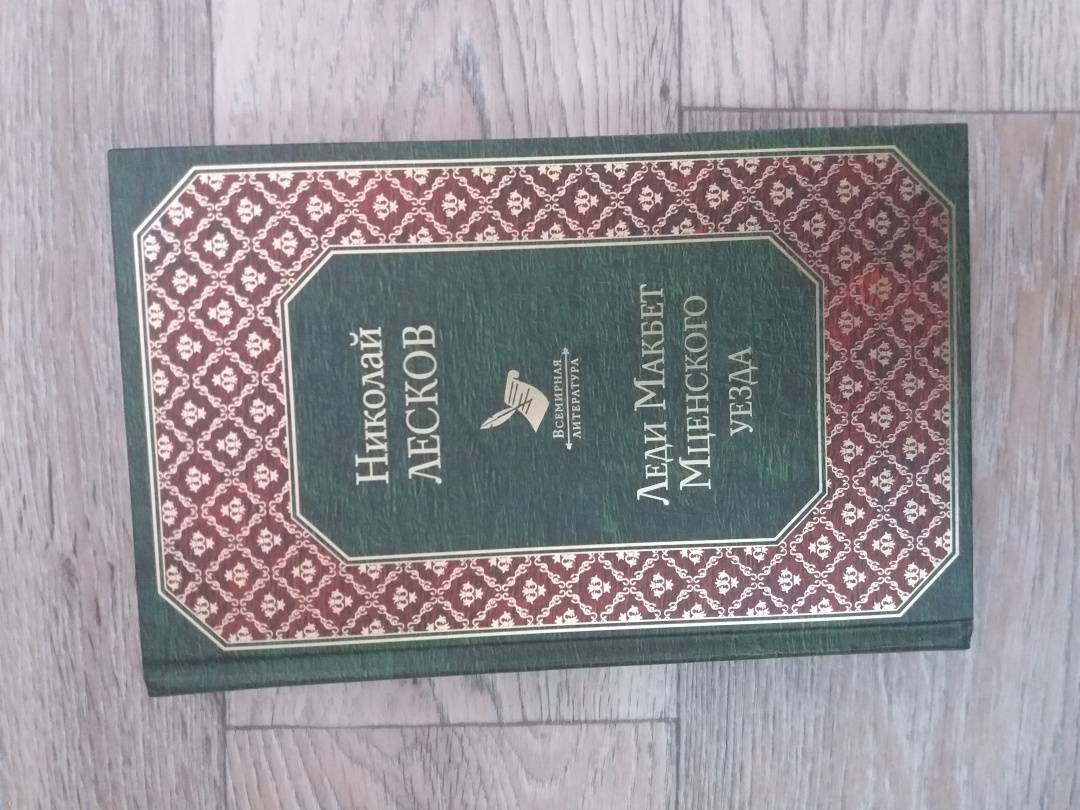 Николай
ЛЕСКОВ
Всемирная
литература
Леди Макбет
Мценского
уезда